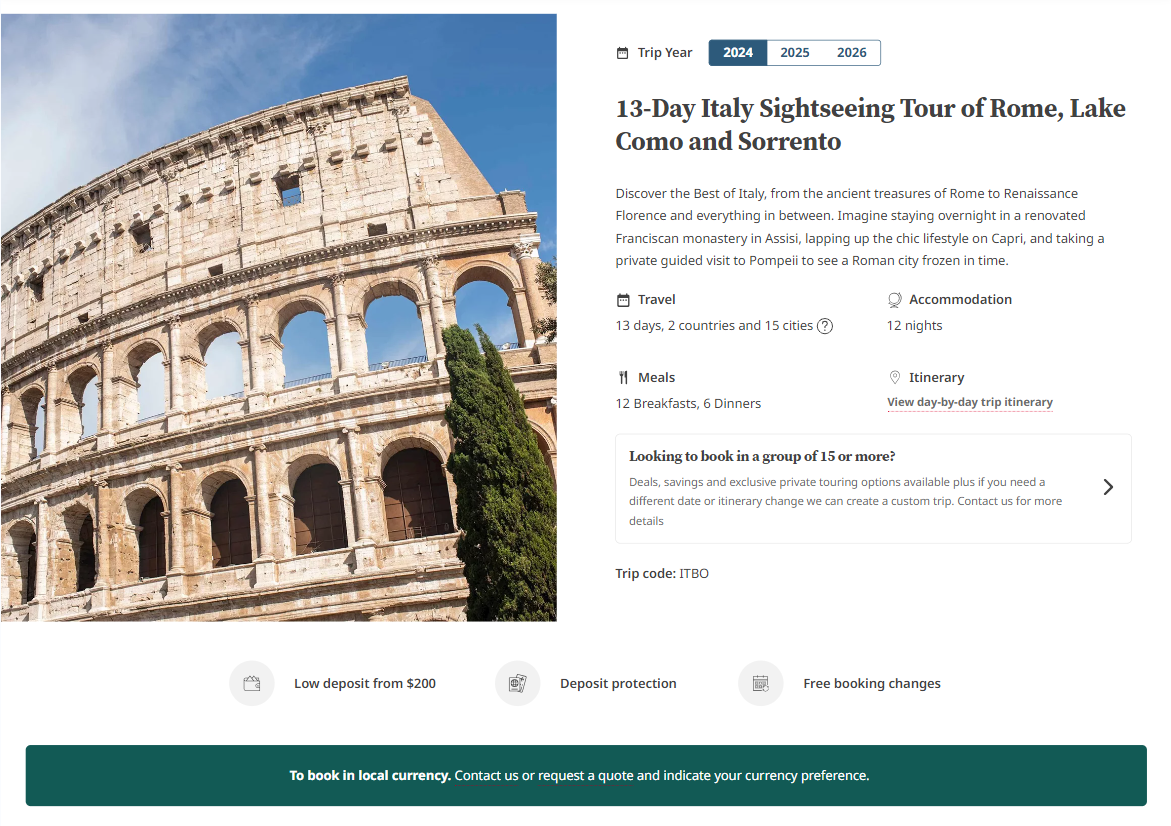 Trip Year 2024 2025 2026
13-Day Italy Sightseeing Tour of Rome, Lake
Como and Sorrento
Discover the Best of Italy, from the ancient treasures of Rome to Renaissance
Florence and everything in between. Imagine staying overnight in a renovated
Franciscan monastery in Assisi, lapping up the chic lifestyle on Capri, and taking a
private guided visit to Pompeii to see a Roman city frozen in time.
Travel
13 days, 2 countries and 15 cities ?
Accommodation
12 nights
Meals
12 Breakfasts, 6 Dinners
Itinerary
View day-by-day trip itinerary
Looking to book in a group of 15 or more?
Deals, savings and exclusive private touring options available plus if you need a
different date or itinerary change we can create a custom trip. Contact us for more
details
Trip code: ITBO
Low deposit from $200
Deposit protection
Free booking changes
To book in local currency. Contact us or request a quote and indicate your currency preference.